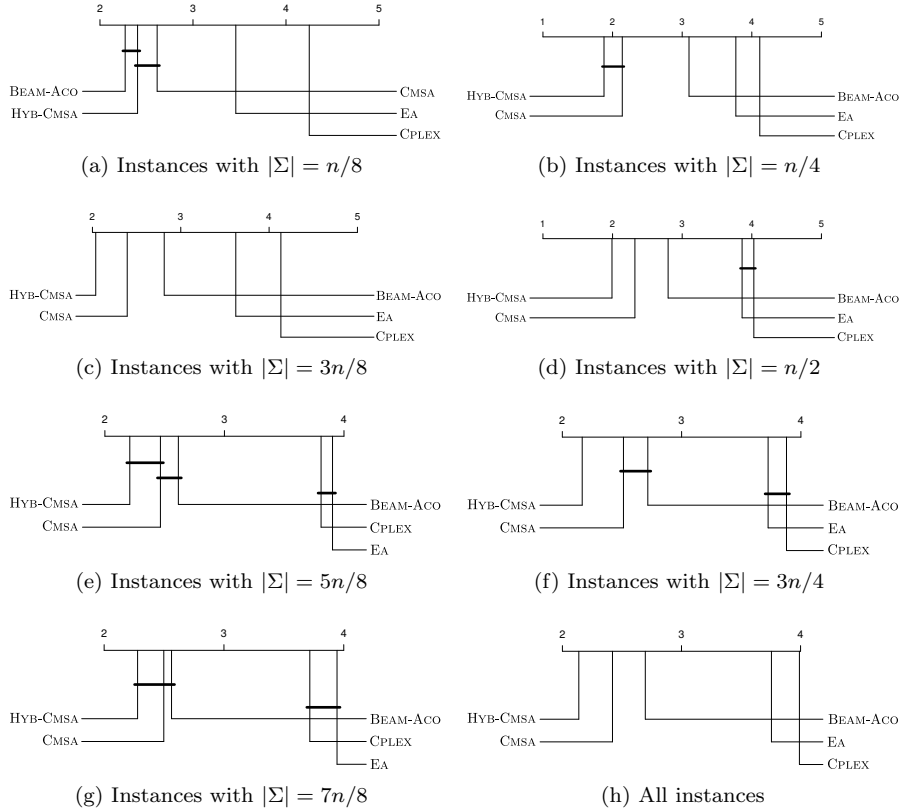 2 3 4 5
BEAM-ACO
HYB-CMSA
CMSA
EA
CPLEX
(a) Instances with |Σ| = n/8
1 2 3 4 5
HYB-CMSA
CMSA
BEAM-ACO
EA
CPLEX
(b) Instances with |Σ| = n/4
2 3 4 5
HYB-CMSA
CMSA
BEAM-ACO
EA
CPLEX
(c) Instances with |Σ| = 3n/8
1 2 3 4 5
HYB-CMSA
CMSA
BEAM-ACO
EA
CPLEX
(d) Instances with |Σ| = n/2
2 3 4
HYB-CMSA
CMSA
BEAM-ACO
CPLEX
EA
(e) Instances with |Σ| = 5n/8
2 3 4
HYB-CMSA
CMSA
BEAM-ACO
EA
CPLEX
(f) Instances with |Σ| = 3n/4
2 3 4
HYB-CMSA
CMSA
BEAM-ACO
CPLEX
EA
(g) Instances with |Σ| = 7n/8
2 3 4
HYB-CMSA
CMSA
BEAM-ACO
EA
CPLEX
(h) All instances